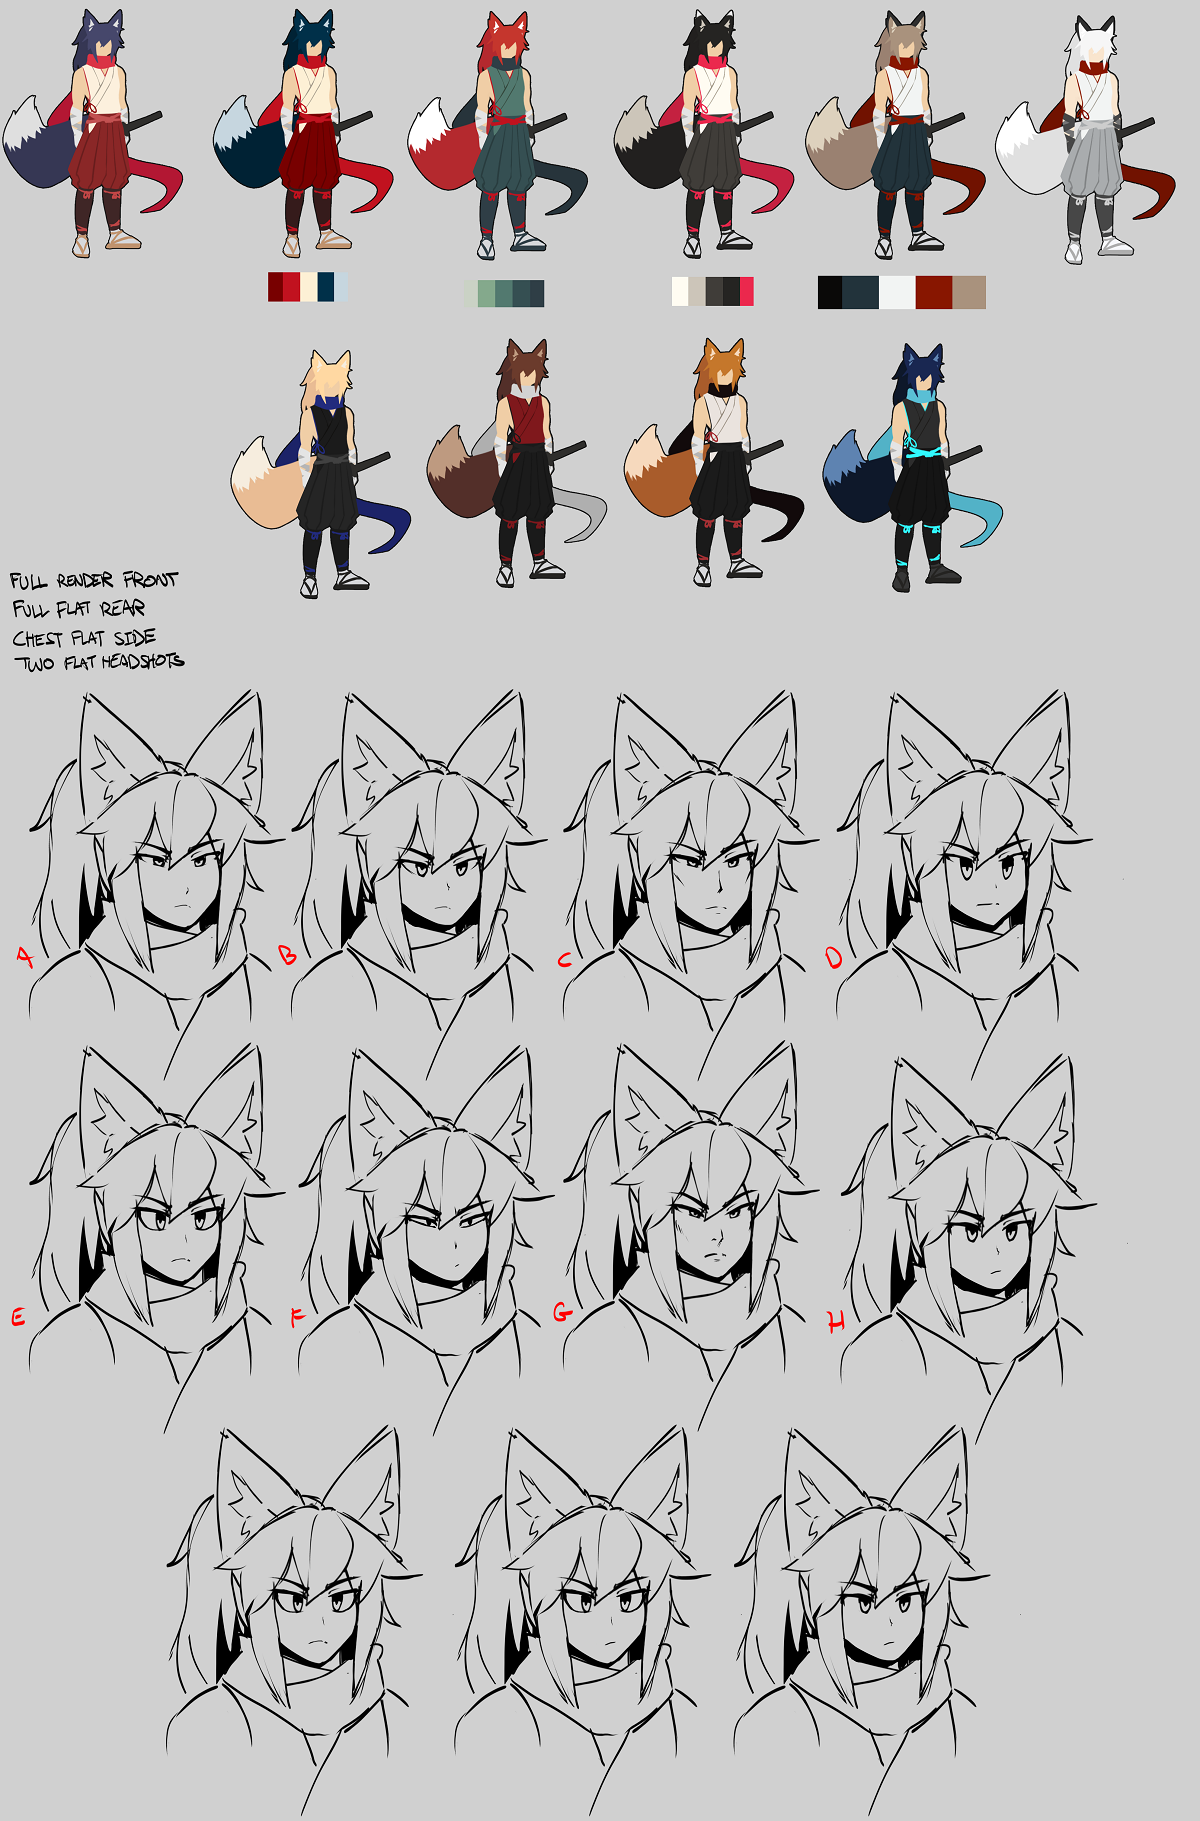 FULL RENDER FRONT
FULL FLAT REAR
CHEST FLAT SIDE
TWO FLAT HEADSHOTS
A B C D
E F G H